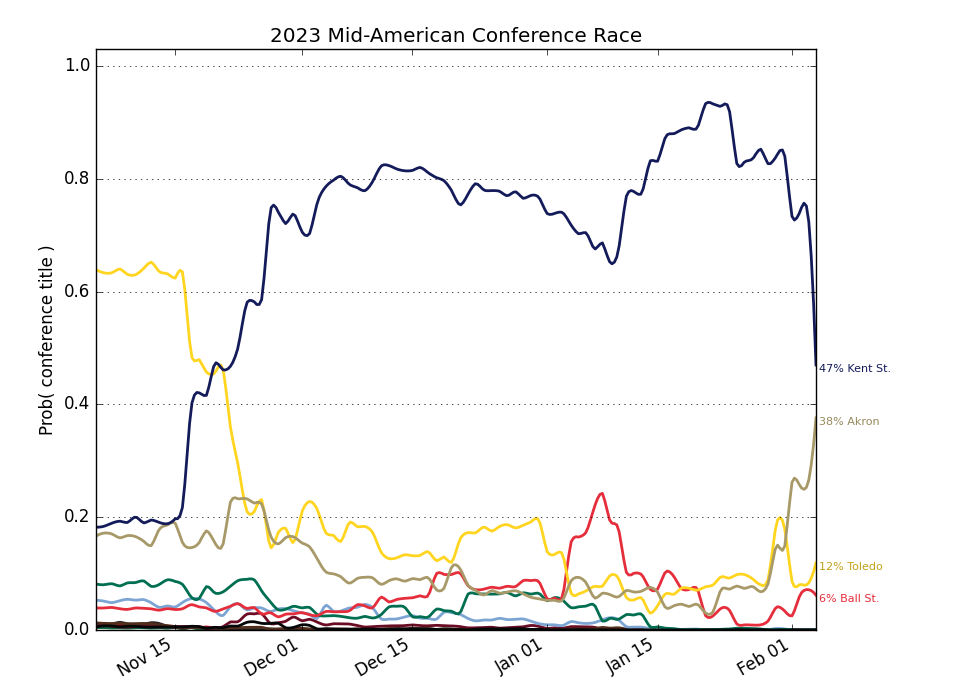 2023 Mid-American Conference Race
Prob( conference title )
1.0
0.8
0.6
0.4
0.2
0.0
47% Kent St.
38% Akron
12% Toledo
6% Ball St.
Nov 15
Dec 01
Dec 15
Jan 01
Jan 15
Feb 01